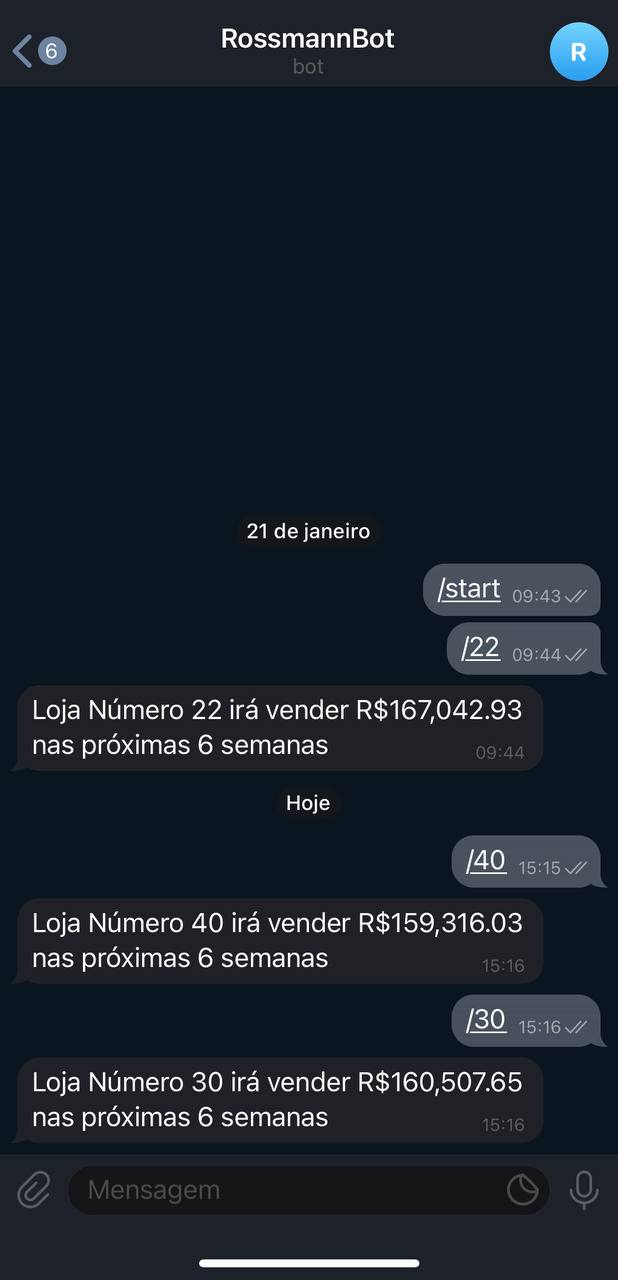 6
RossmannBot
bot
R
21 de janeiro
/start 09:43
/22 09:44
Loja Número 22 irá vender R$167,042.93
nas próximas 6 semanas 09:44
Hoje
/40 15:15
Loja Número 40 irá vender R$159,316.03
nas próximas 6 semanas 15:16
/30 15:16
Loja Número 30 irá vender R$160,507.65
nas próximas 6 semanas 15:16
Mensagem